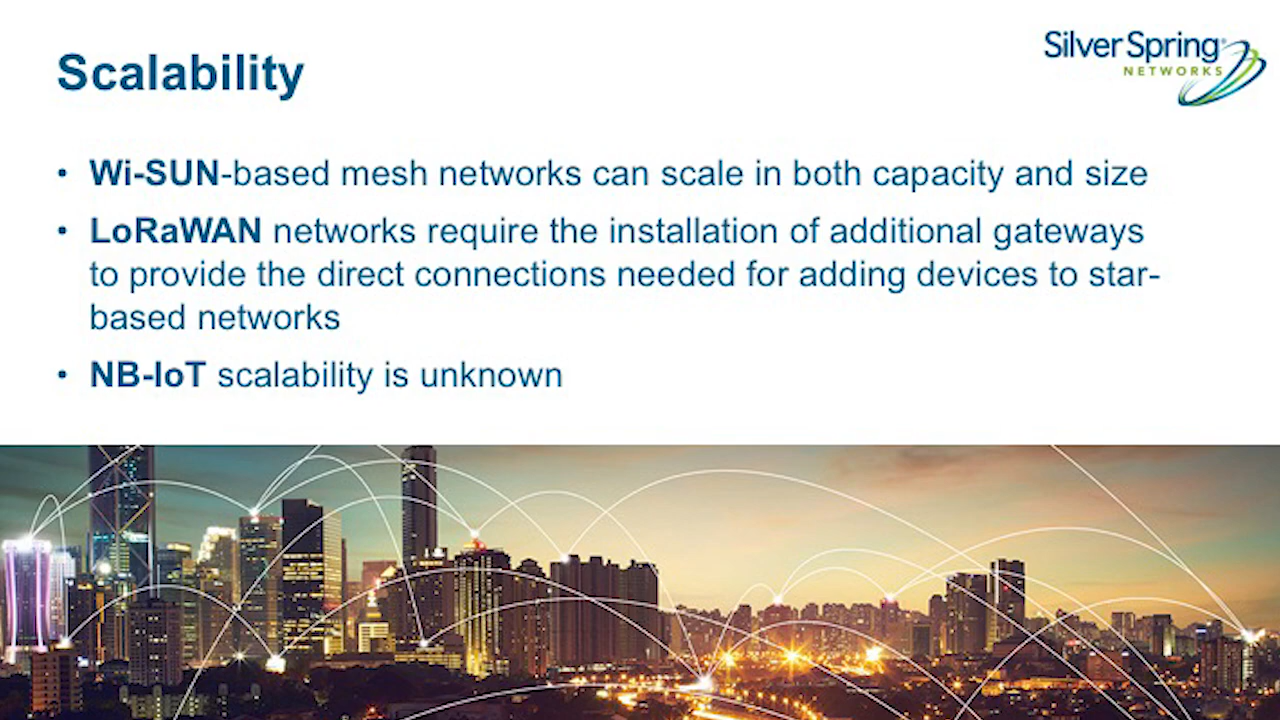 Silver Spring®
NETWORKS
Scalability
• Wi-SUN-based mesh networks can scale in both capacity and size
• LoRaWAN networks require the installation of additional gateways
to provide the direct connections needed for adding devices to star-
based networks
• NB-IoT scalability is unknown